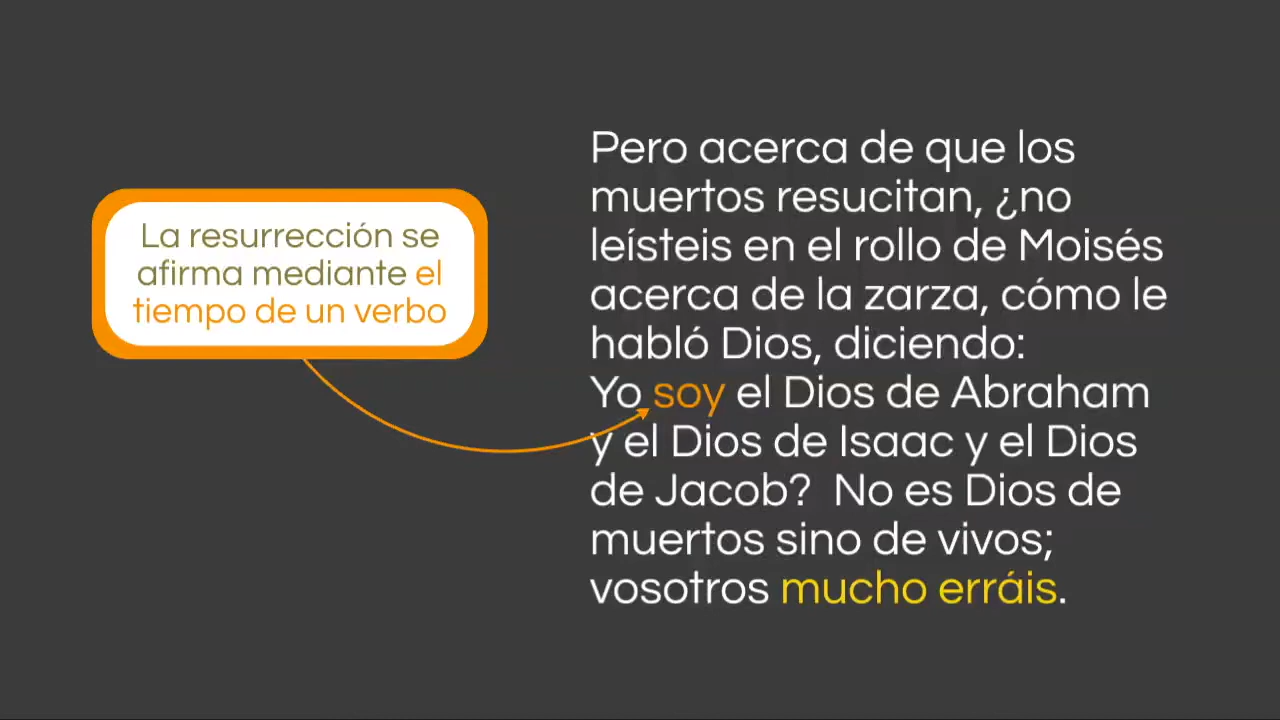 La resurrección se
afirma mediante el
tiempo de un verbo
Pero acerca de que los
muertos resucitan, ¿no
leísteis en el rollo de Moisés
acerca de la zarza, cómo le
habló Dios, diciendo:
Yo soy el Dios de Abraham
y el Dios de Isaac y el Dios
de Jacob?  No es Dios de
muertos sino de vivos;
vosotros mucho erráis.